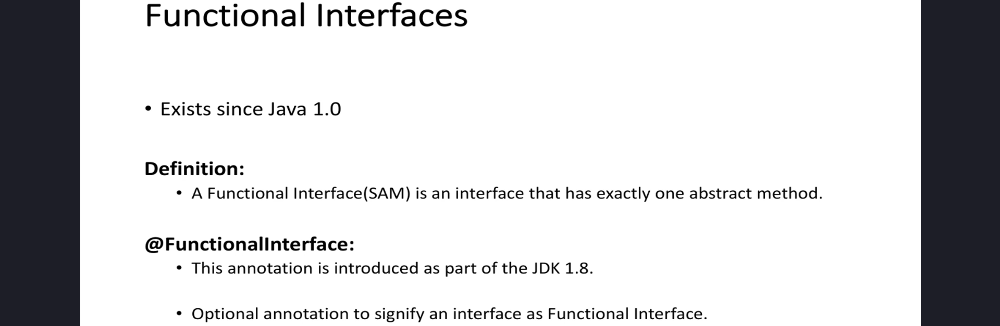 Functional Interfaces
• Exists since Java 1.0
Definition:
• A Functional Interface(SAM) is an interface that has exactly one abstract method.
@FunctionalInterface:
• This annotation is introduced as part of the JDK 1.8.
• Optional annotation to signify an interface as Functional Interface.